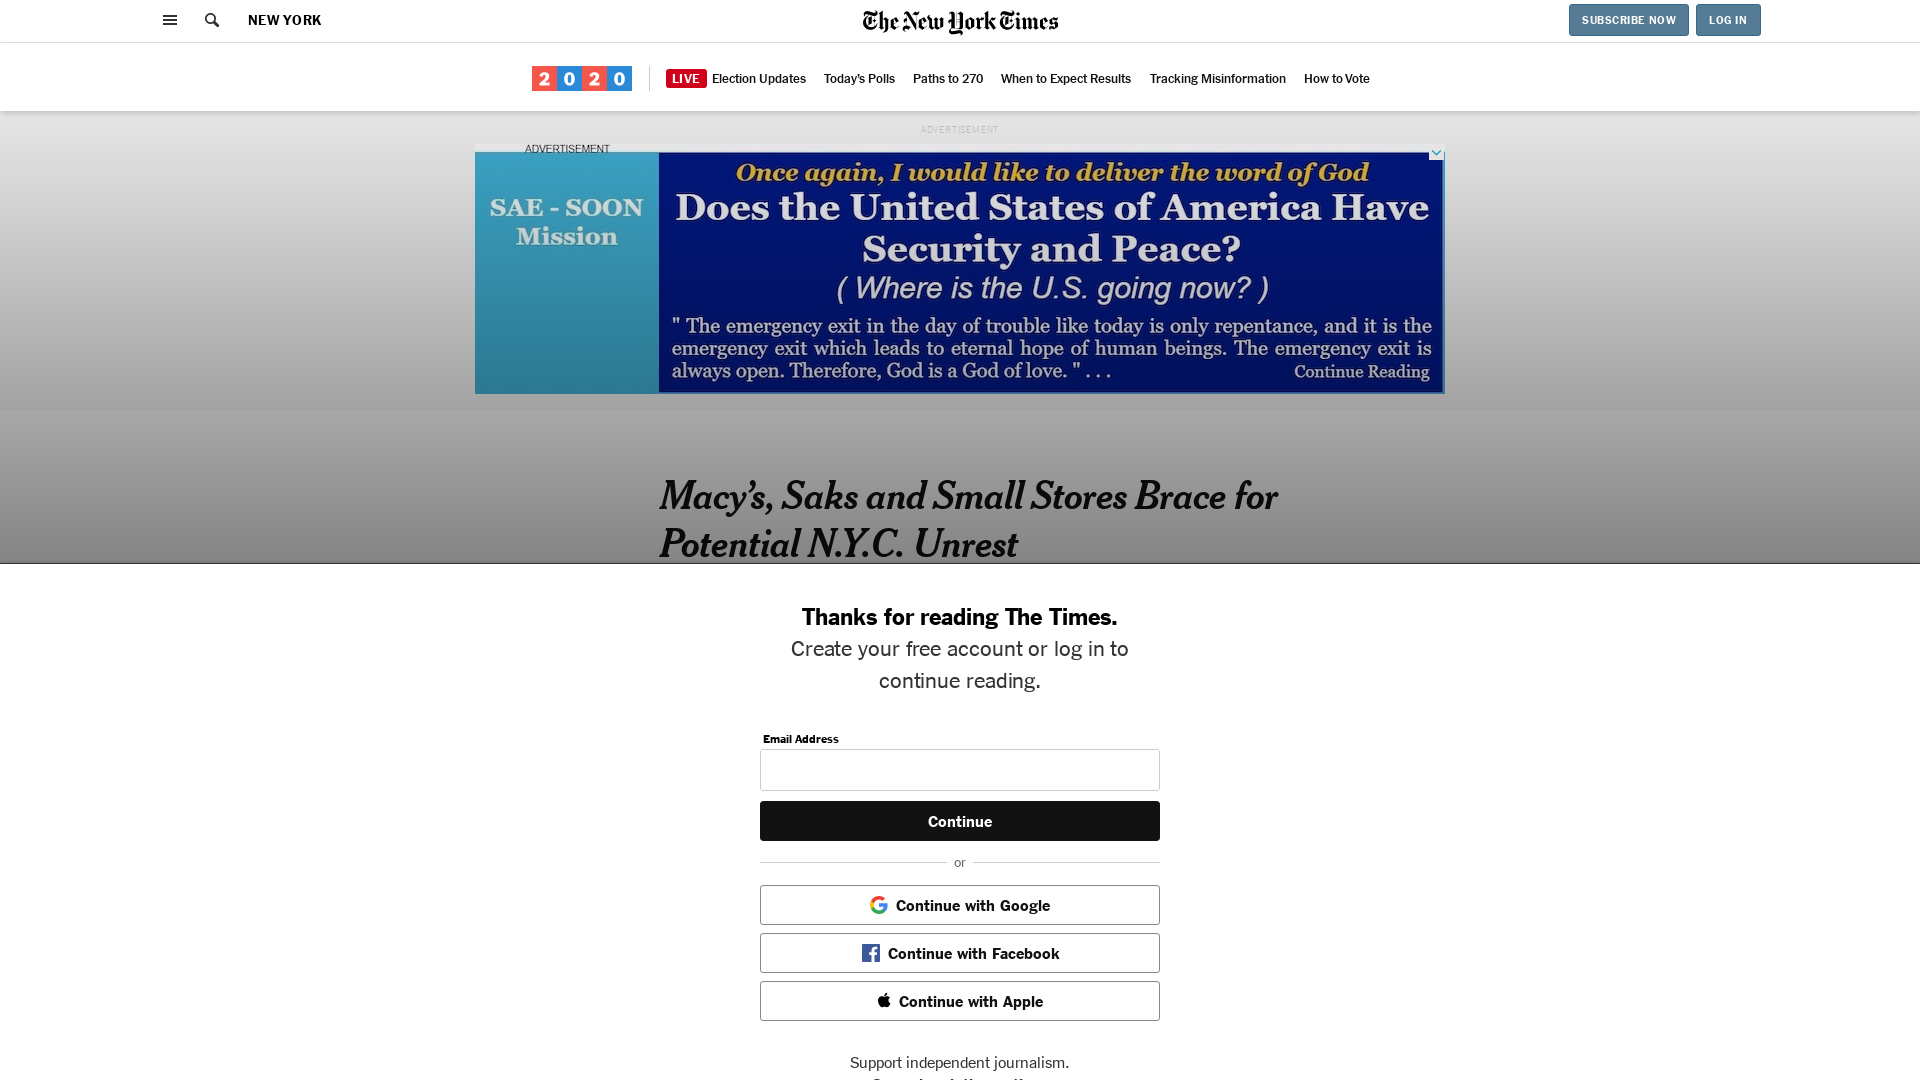 NEW YORK
The New York Times
SUBSCRIBE NOW
LOG IN
2020
LIVE Election Updates
Today's Polls
Paths to 270
When to Expect Results
Tracking Misinformation
How to Vote
ADVERTISEMENT
ADVERTISEMENT
SAE - SOON
Mission
Once again, I would like to deliver the word of God
Does the United States of America Have
Security and Peace?
( Where is the U.S. going now? )
" The emergency exit in the day of trouble like today is only repentance, and it is the
emergency exit which leads to eternal hope of human beings. The emergency exit is
always open. Therefore, God is a God of love. " . . .
Continue Reading
Macy's, Saks and Small Stores Brace for
Potential N.Y.C. Unrest
Thanks for reading The Times.
Create your free account or log in to
continue reading.
Email Address
Continue
or
Continue with Google
Continue with Facebook
Continue with Apple
Support independent journalism.